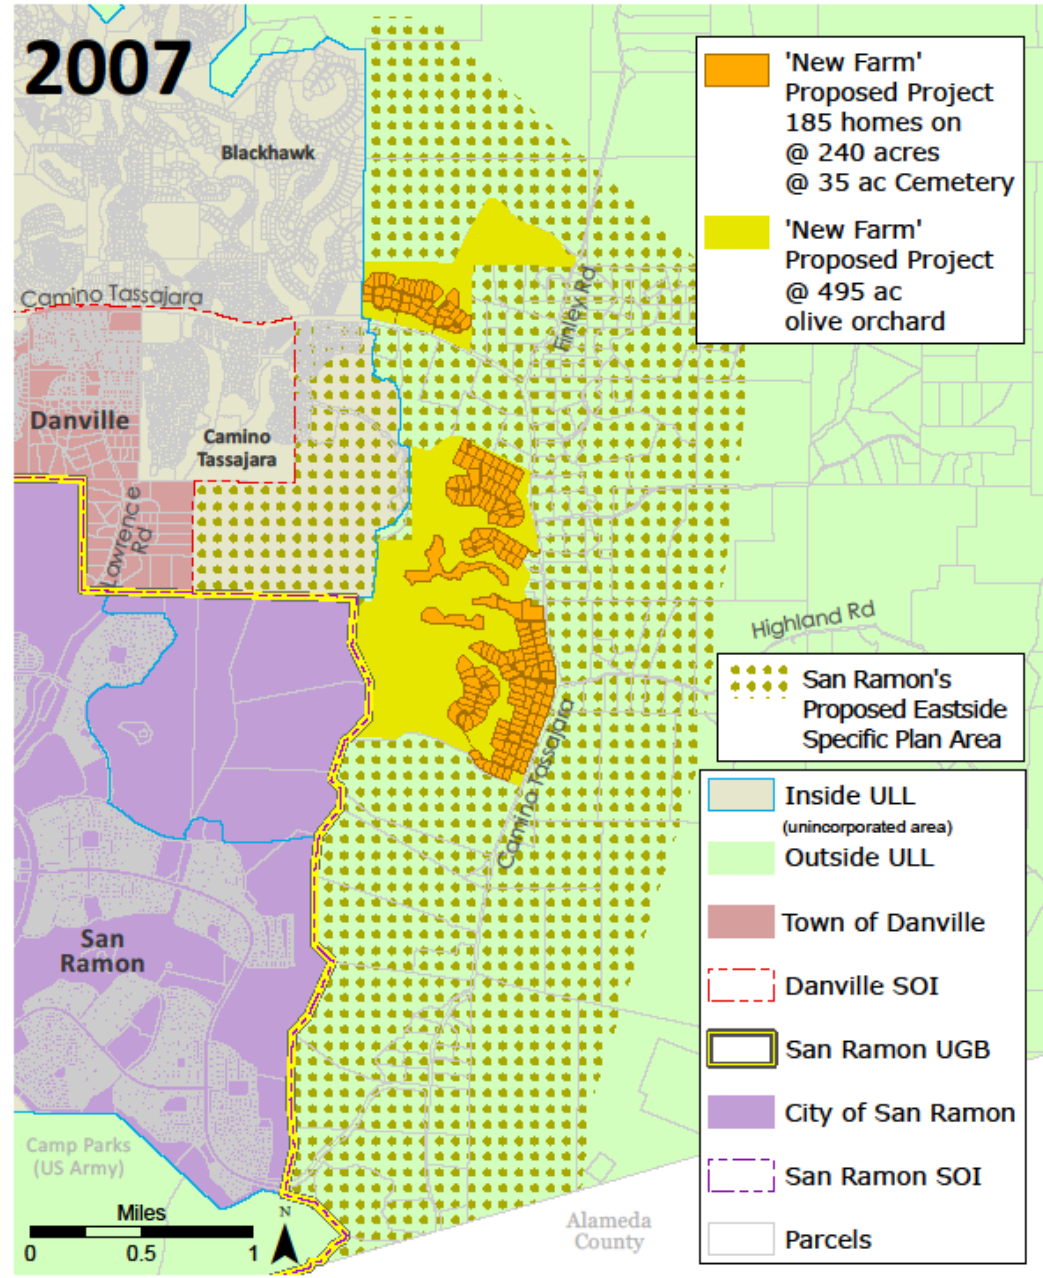 2007
Blackhawk
Camino Tassajara
Danville
Camino
Tassajara
Lawrence
Rd
Finley Rd
Highland Rd
Camino Tassajara
San
Ramon
Camp Parks
(US Army)
Miles
0 0.5 1
N
Alameda
County
'New Farm'
Proposed Project
185 homes on
@ 240 acres
@ 35 ac Cemetery
'New Farm'
Proposed Project
@ 495 ac
olive orchard
San Ramon's
Proposed Eastside
Specific Plan Area
Inside ULL
(unincorporated area)
Outside ULL
Town of Danville
Danville SOI
San Ramon UGB
City of San Ramon
San Ramon SOI
Parcels